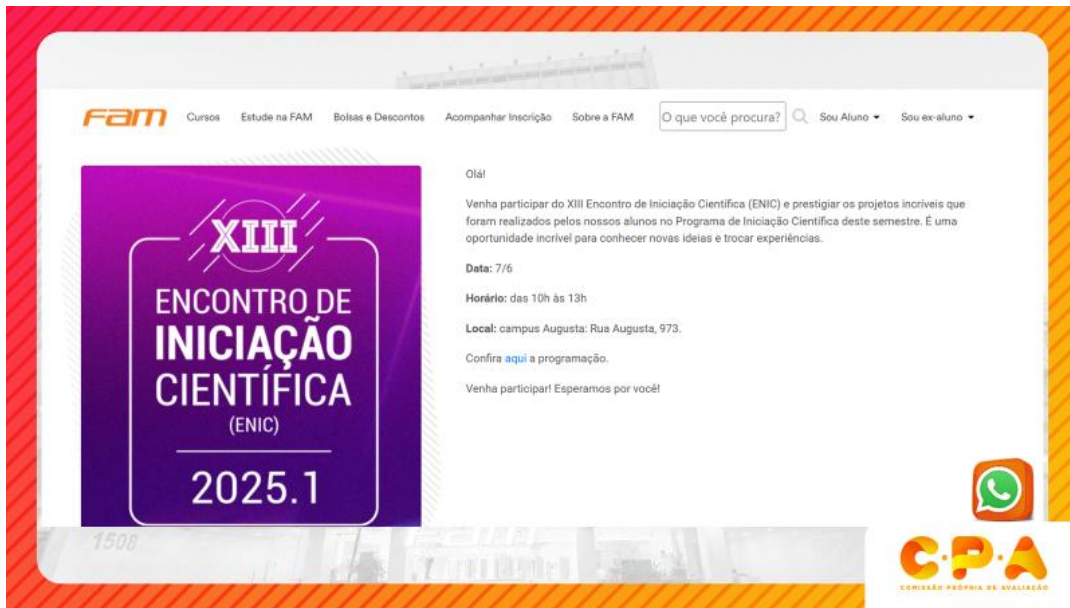 fam
Cursos Estude na FAM Bolsas e Descontos Acompanhar Inscrição Sobre a FAM O que você procura? Sou Aluno Sou ex-aluno
XIII
ENCONTRO DE
INICIAÇÃO
CIENTÍFICA
(ENIC)
2025.1
Olá!
Venha participar do XIII Encontro de Iniciação Científica (ENIC) e prestigiar os projetos incríveis que
foram realizados pelos nossos alunos no Programa de Iniciação Científica deste semestre. É uma
oportunidade incrível para conhecer novas ideias e trocar experiências.
Data: 7/6
Horário: das 10h às 13h
Local: campus Augusta: Rua Augusta, 973.
Confira aqui a programação.
Venha participar! Esperamos por você!
1508
fam
C·P·A
COMISSÃO PRÓPRIA DE AVALIAÇÃO